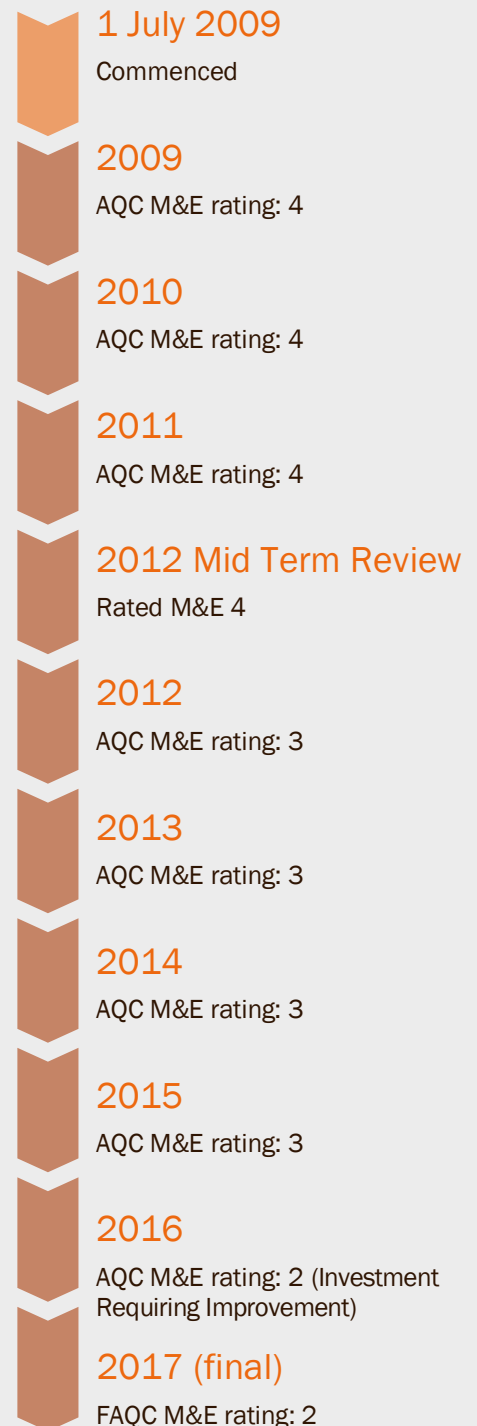 1 July 2009
Commenced
2009
AQC M&E rating: 4
2010
AQC M&E rating: 4
2011
AQC M&E rating: 4
2012 Mid Term Review
Rated M&E 4
2012
AQC M&E rating: 3
2013
AQC M&E rating: 3
2014
AQC M&E rating: 3
2015
AQC M&E rating: 3
2016
AQC M&E rating: 2 (Investment
Requiring Improvement)
2017 (final)
FAQC M&E rating: 2